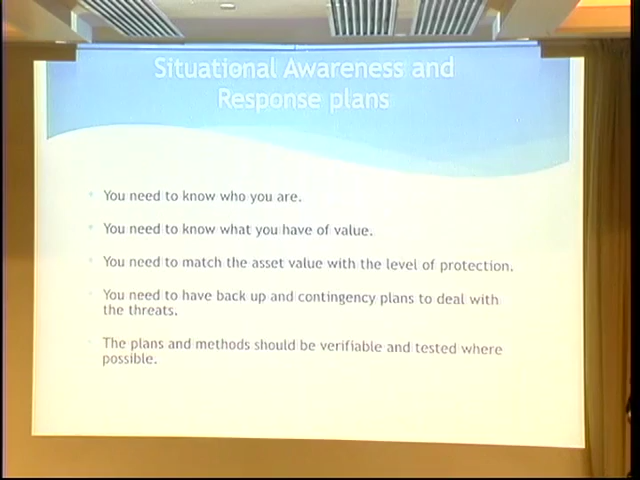 Situational Awareness and
Response plans
You need to know who you are.
You need to know what you have of value.
You need to match the asset value with the level of protection.
You need to have back up and contingency plans to deal with
the threats.
The plans and methods should be verifiable and tested where
possible.